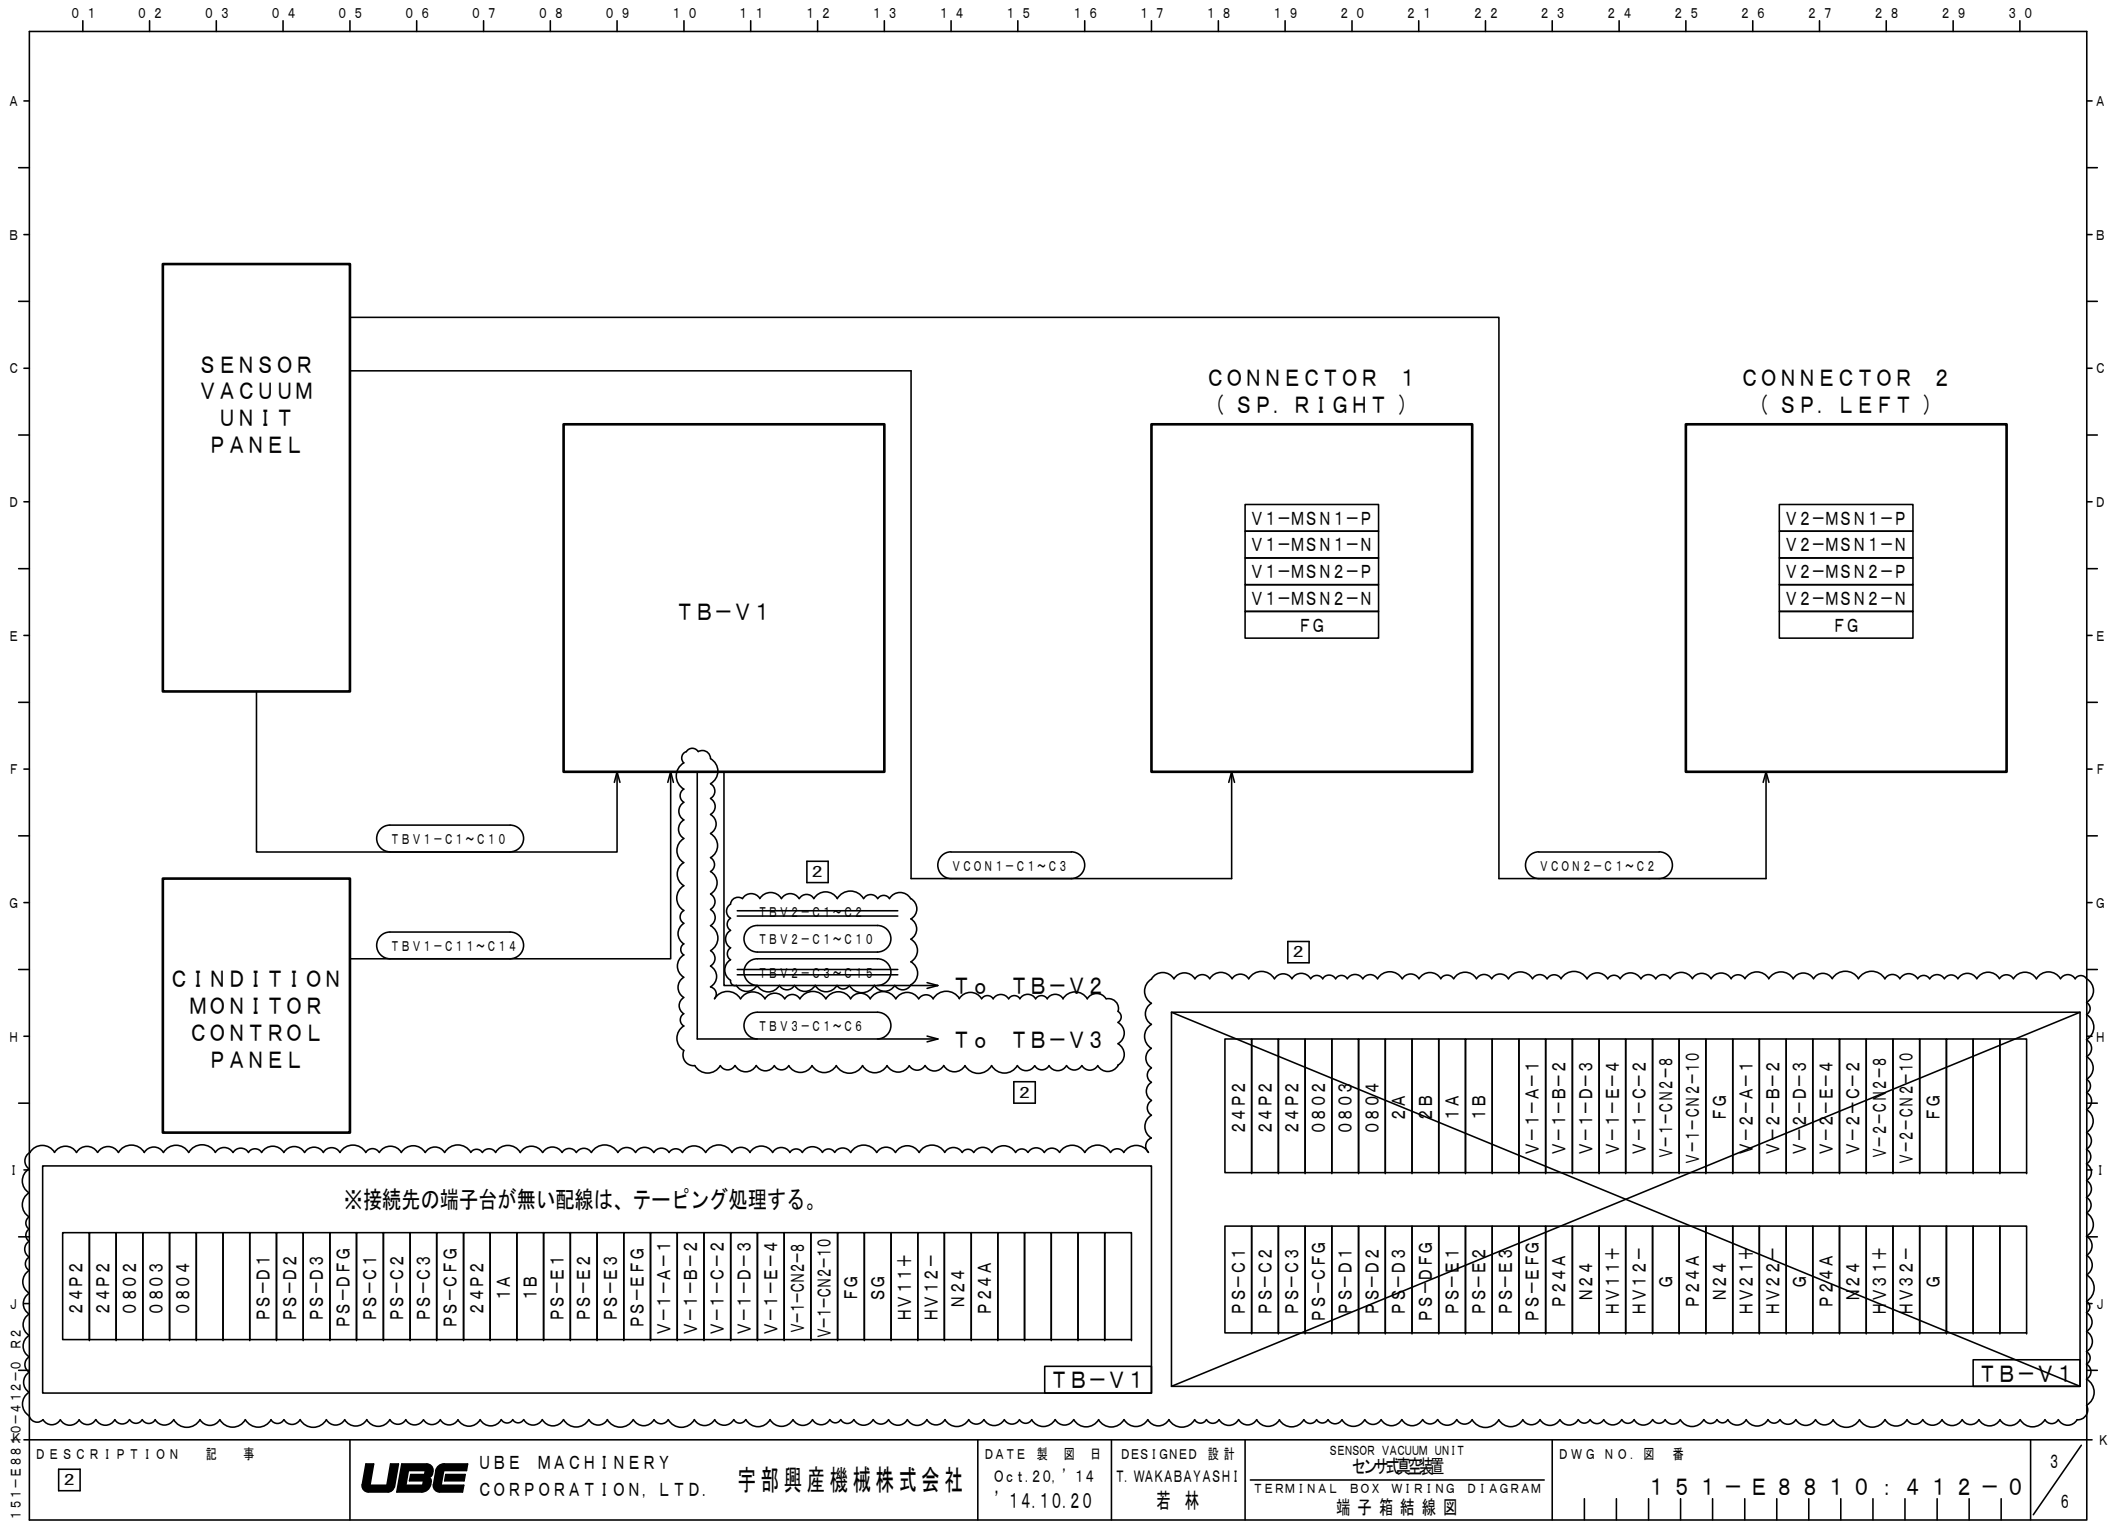 01 02 03 04 05 06 07 08 09 10 11 12 13 14 15 16 17 18 19 20 21 22 23 24 25 26 27 28 29 30
A A
B B
C C
D D
E E
F F
G G
H H
I I
J J
K K
SENSOR
VACUUM
UNIT
PANEL
TB-V1
CONNECTOR 1
( SP. RIGHT )
V1-MSN1-P
V1-MSN1-N
V1-MSN2-P
V1-MSN2-N
FG
CONNECTOR 2
( SP. LEFT )
V2-MSN1-P
V2-MSN1-N
V2-MSN2-P
V2-MSN2-N
FG
TBV1-C1~C10
VCON1-C1~C3
VCON2-C1~C2
2
TBV2-C1~C2
TBV2-C1~C10
TBV2-C3~C15
To TB-V2
TBV1-C11~C14
CINDITION
MONITOR
CONTROL
PANEL
TBV3-C1~C6
To TB-V3
2
2
24P2
24P2
24P2
0802
0803
0804
2A
2B
1A
1B
V-1-A-1
V-1-B-2
V-1-D-3
V-1-E-4
V-1-C-2
V-1-CN2-8
V-1-CN2-10
FG
V-2-A-1
V-2-B-2
V-2-D-3
V-2-E-4
V-2-C-2
V-2-CN2-8
V-2-CN2-10
FG
PS-C1
PS-C2
PS-C3
PS-CFG
PS-D1
PS-D2
PS-D3
PS-DFG
PS-E1
PS-E2
PS-E3
PS-EFG
P24A
N24
HV11+
HV12-
G
P24A
N24
HV21+
HV22-
G
P24A
N24
HV31+
HV32-
G
TB-V1
※接続先の端子台が無い配線は、テーピング処理する。
24P2
24P2
0802
0803
0804
PS-D1
PS-D2
PS-D3
PS-DFG
PS-C1
PS-C2
PS-C3
PS-CFG
24P2
1A
1B
PS-E1
PS-E2
PS-E3
PS-EFG
V-1-A-1
V-1-B-2
V-1-C-2
V-1-D-3
V-1-E-4
V-1-CN2-8
V-1-CN2-10
FG
SG
HV11+
HV12-
N24
P24A
TB-V1
DESCRIPTION 記 事
2
UBE
UBE MACHINERY
CORPORATION, LTD.
宇部興産機械株式会社
DATE 製 図 日
Oct.20, ' 14
' 14.10.20
DESIGNED 設計
T. WAKABAYASHI
若 林
SENSOR VACUUM UNIT
センサ式真空装置
TERMINAL BOX WIRING DIAGRAM
端子箱結線図
DWG NO. 図 番
151-E8810:412-0
3/6
151-E8810-412-0 R2